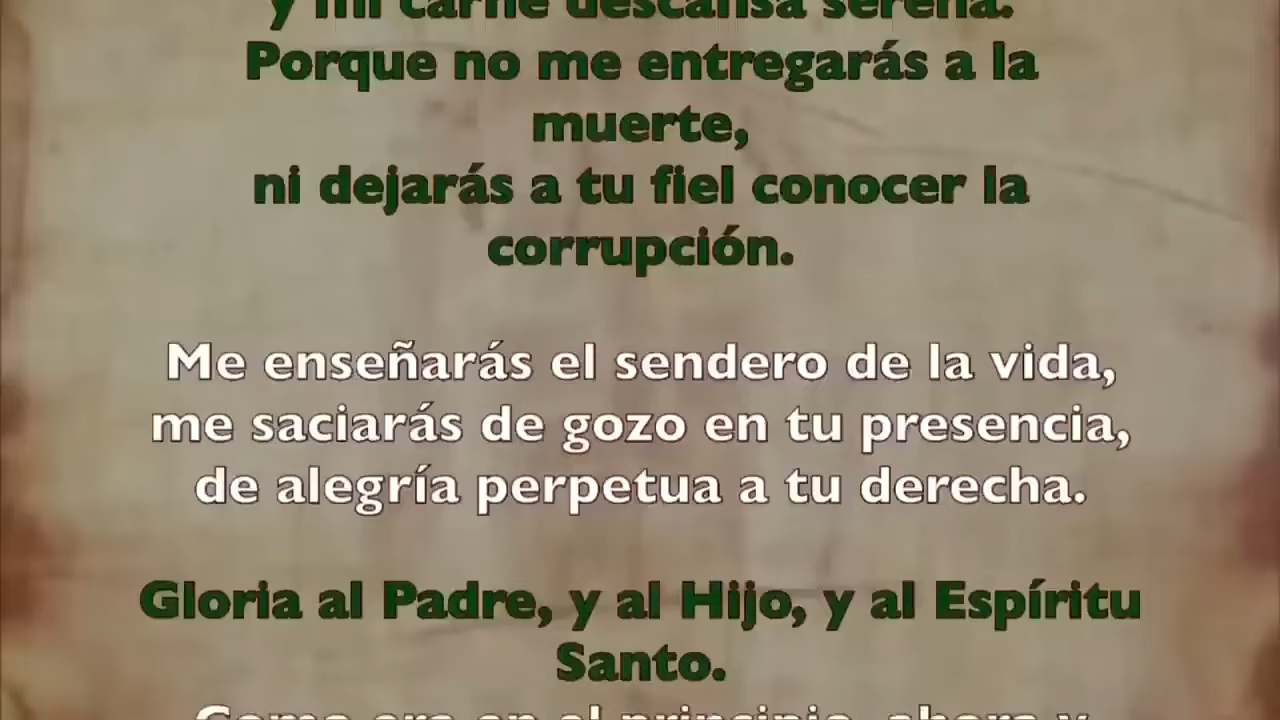 y mi carne descansa serena.
Porque no me entregarás a la
muerte,
ni dejarás a tu fiel conocer la
corrupción.
Me enseñarás el sendero de la vida,
me saciarás de gozo en tu presencia,
de alegría perpetua a tu derecha.
Gloria al Padre, y al Hijo, y al Espíritu
Santo.
Como era en el principio, ahora y